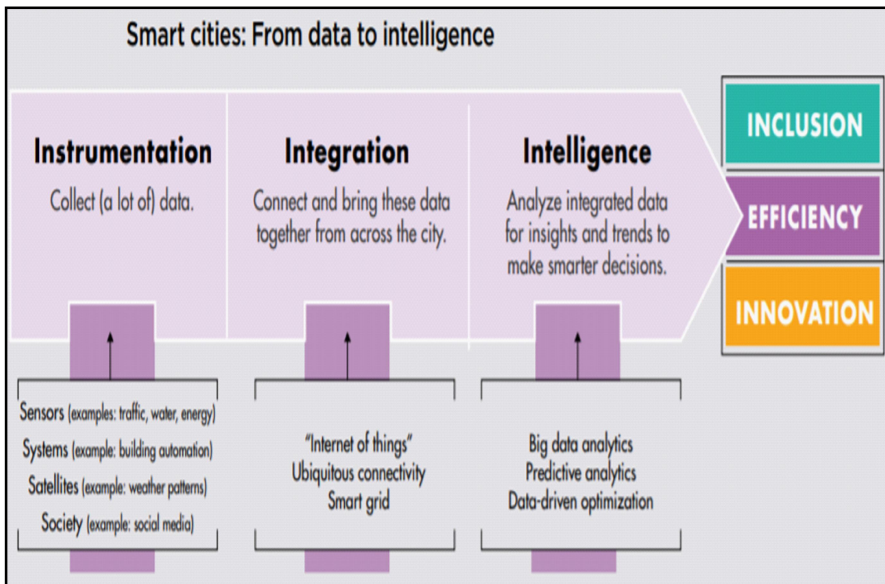 Smart cities: From data to intelligence
Instrumentation
Collect (a lot of) data.
Integration
Connect and bring these data
together from across the city.
Intelligence
Analyze integrated data
for insights and trends to
make smarter decisions.
INCLUSION
EFFICIENCY
INNOVATION
Sensors (examples: traffic, water, energy)
Systems (example: building automation)
Satellites (example: weather patterns)
Society (example: social media)
"Internet of things"
Ubiquitous connectivity
Smart grid
Big data analytics
Predictive analytics
Data-driven optimization